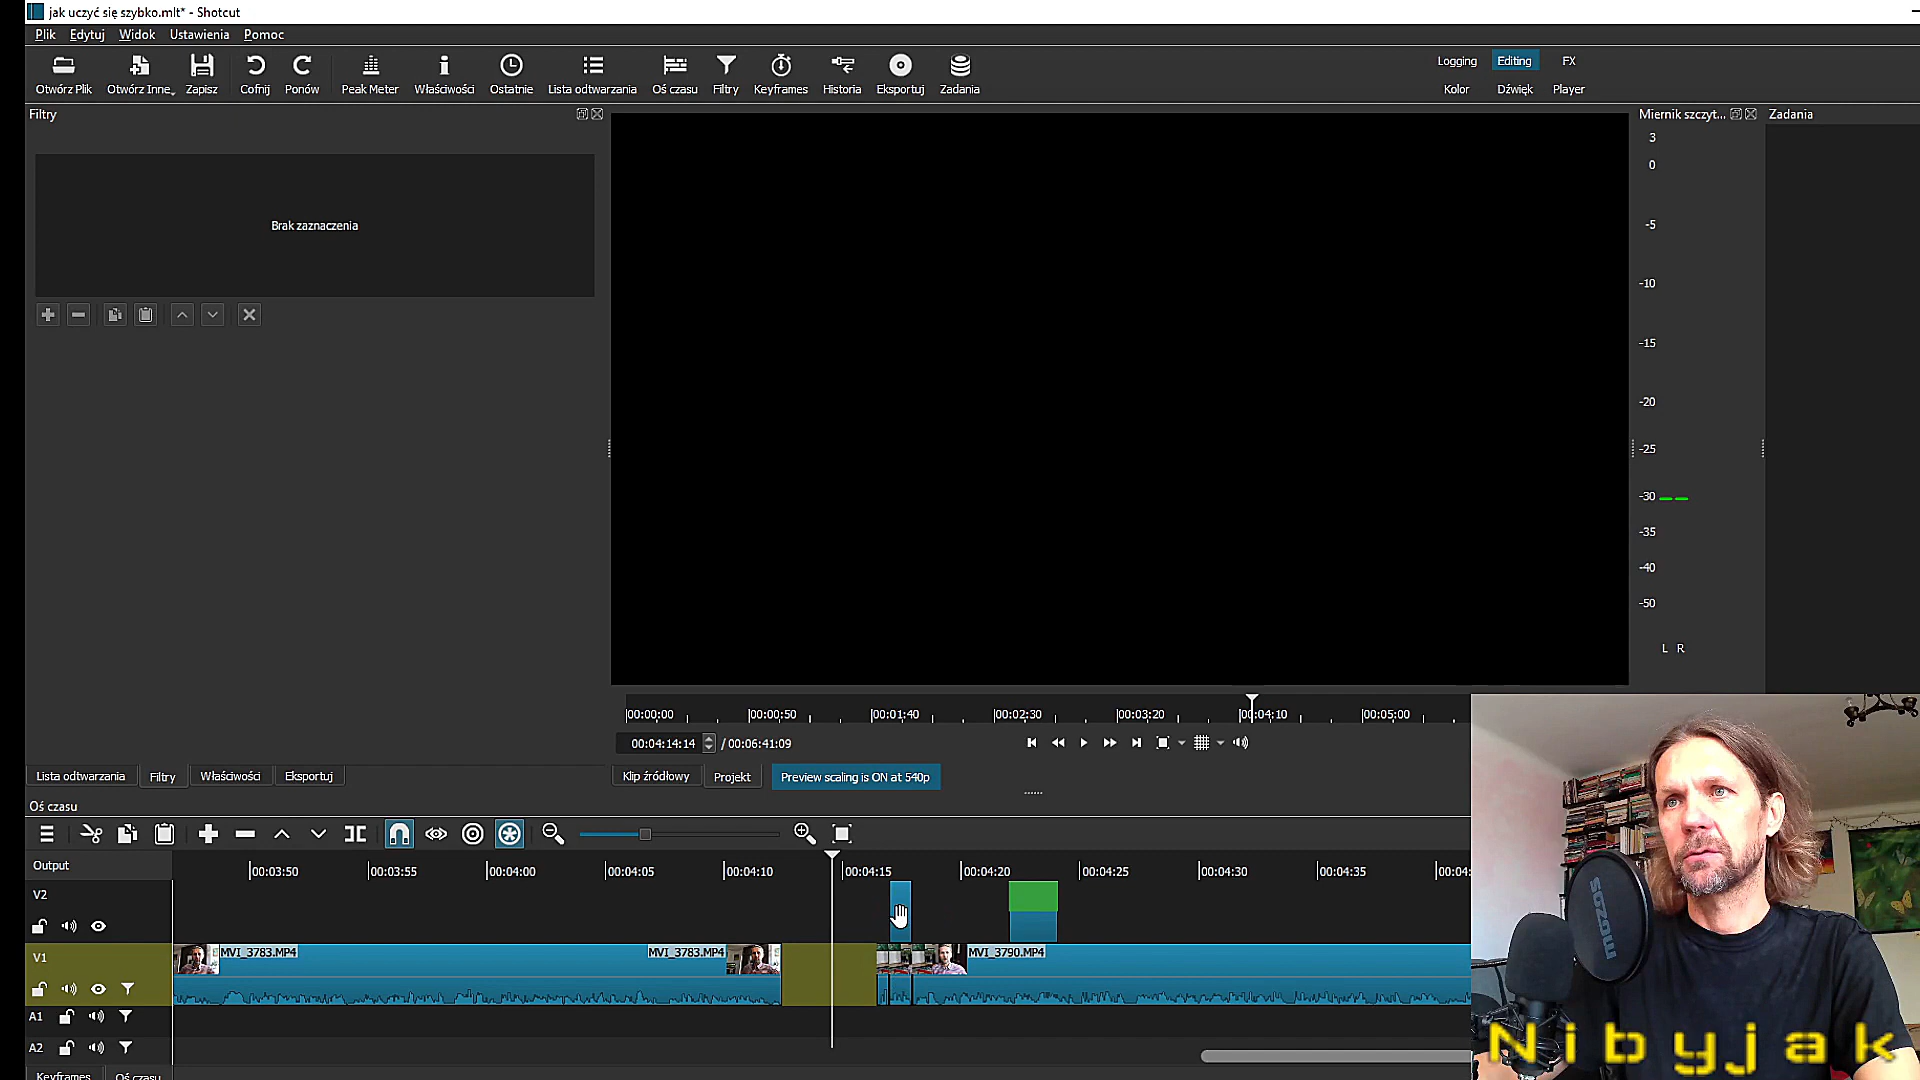 jak uczyć się szybko.mlt* - Shotcut
Plik Edytuj Widok Ustawienia Pomoc
Otwórz Plik Otwórz Inne Zapisz Cofnij Ponów Peak Meter Właściwości Ostatnie Lista odtwarzania Oś czasu Filtry Keyframes Historia Eksportuj Zadania
Logging Editing FX
Kolor Dźwięk Player
Filtry
Miernik szczyt...
Zadania
Brak zaznaczenia
3
0
-5
-10
-15
-20
-25
-30
-35
-40
-50
L R
00:00:00 00:00:50 00:01:40 00:02:30 00:03:20 00:04:10 00:05:00
00:04:14:14 / 00:06:41:09
Lista odtwarzania Filtry Właściwości Eksportuj
Klip źródłowy Projekt Preview scaling is ON at 540p
Oś czasu
Output
00:03:50 00:03:55 00:04:00 00:04:05 00:04:10 00:04:15 00:04:20 00:04:25 00:04:30 00:04:35 00:04:
V2
V1
MVI_3783.MP4 MVI_3783.MP4 MVI_3790.MP4
A1
A2
Keyframes Oś czasu
mozos
Nibyjak